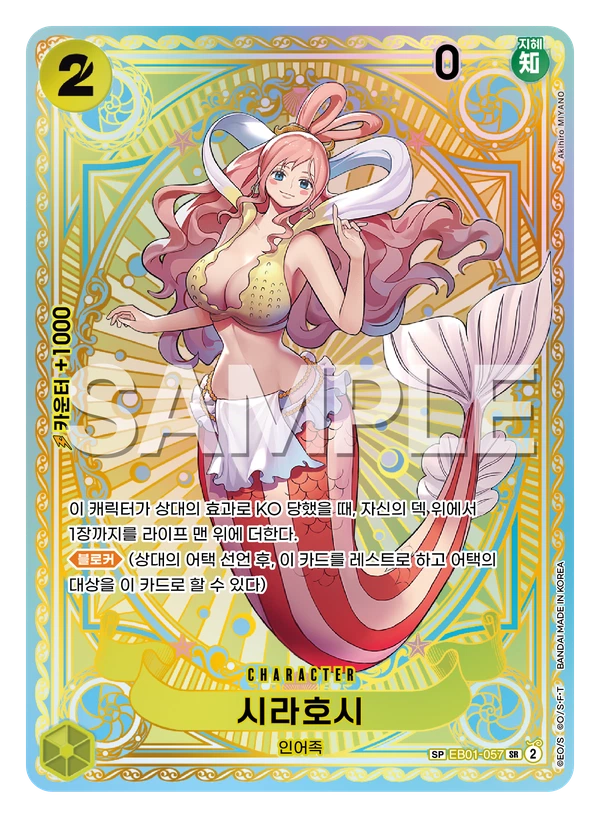 2
0
지혜
知
Akihiro MIYANO
카운터 +1000
SAMPLE
이 캐릭터가 상대의 효과로 KO 당했을 때, 자신의 덱 위에서
1장까지를 라이프 맨 위에 더한다.
블로커 (상대의 어택 선언 후, 이 카드를 레스트로 하고 어택의
대상을 이 카드로 할 수 있다)
CHARACTER
시라호시
인어족
SP EB01-057 SR 2
©EO/S ©O/S·F·T BANDAI MADE IN KOREA